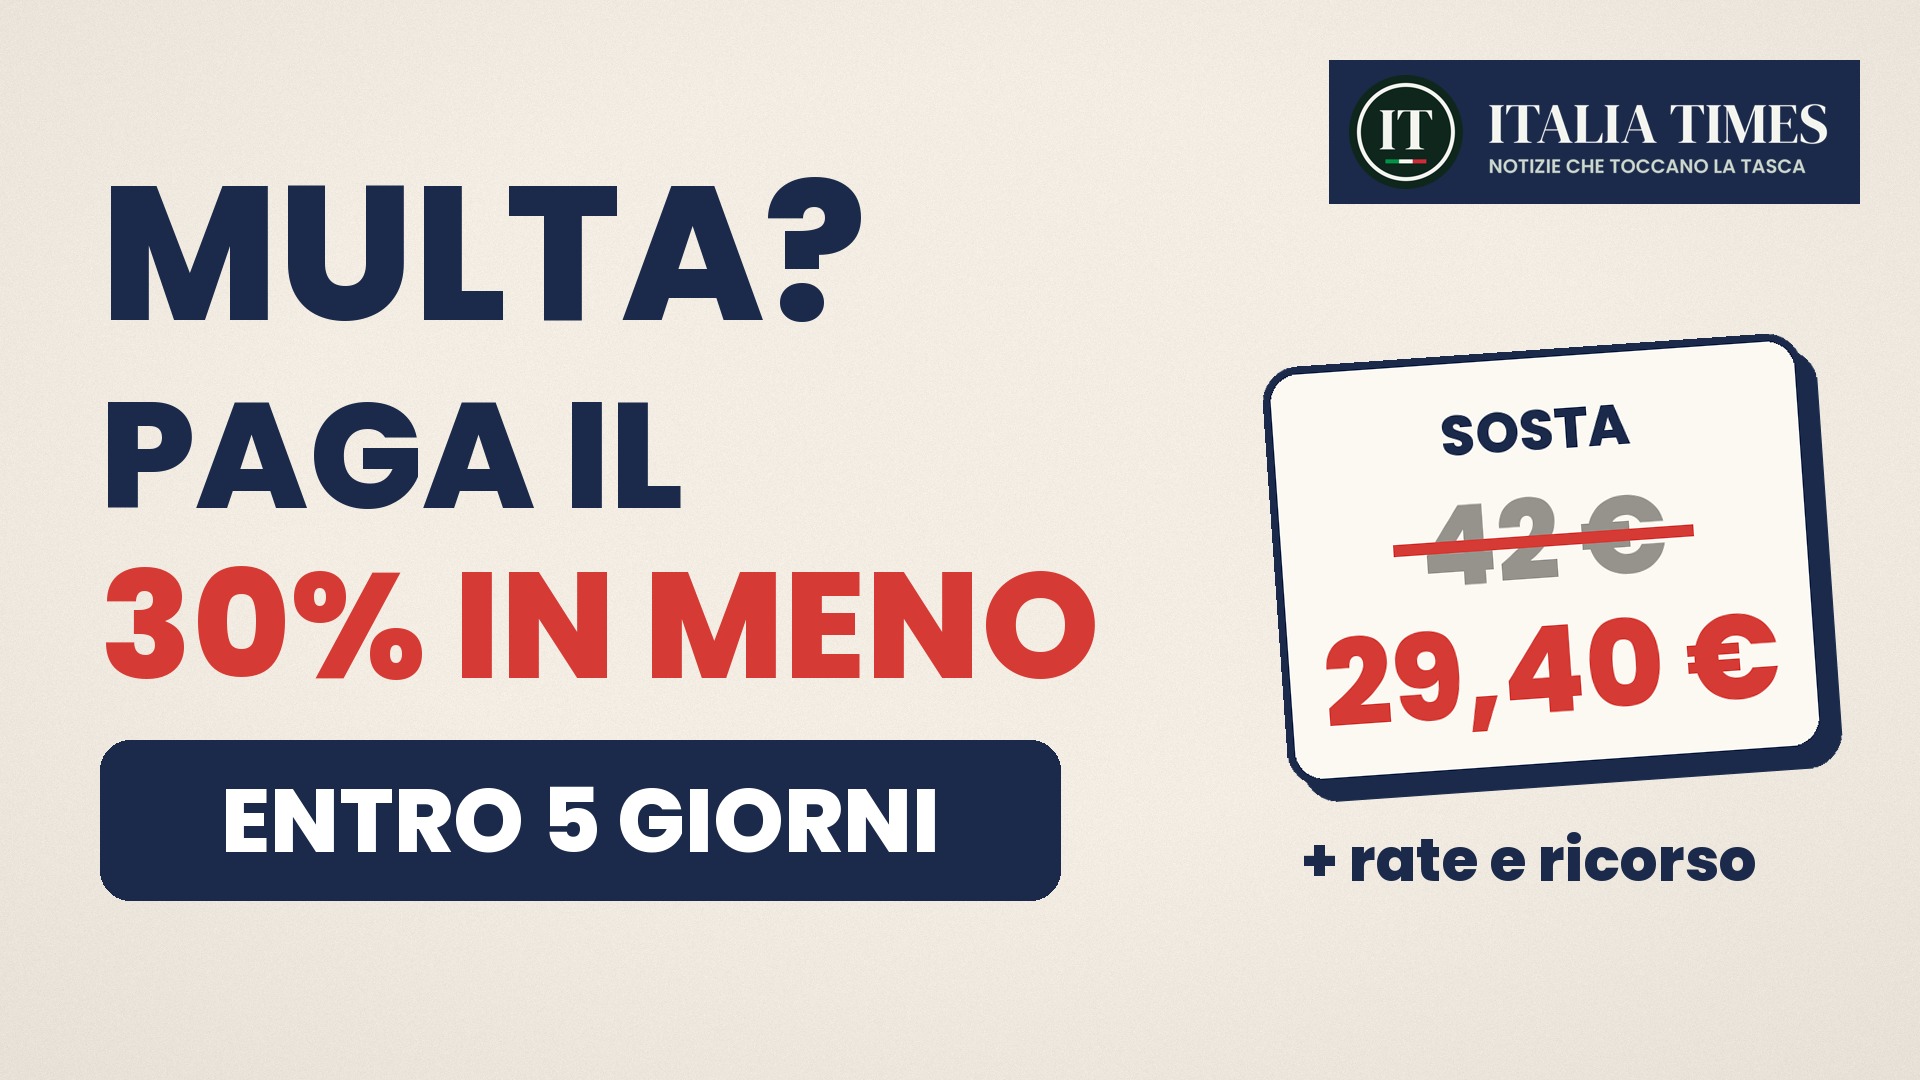 ITALIA TIMES
NOTIZIE CHE TOCCANO LA TASCA
IT
MULTA?
PAGA IL
30% IN MENO
ENTRO 5 GIORNI
SOSTA
42 €
29,40 €
+ rate e ricorso